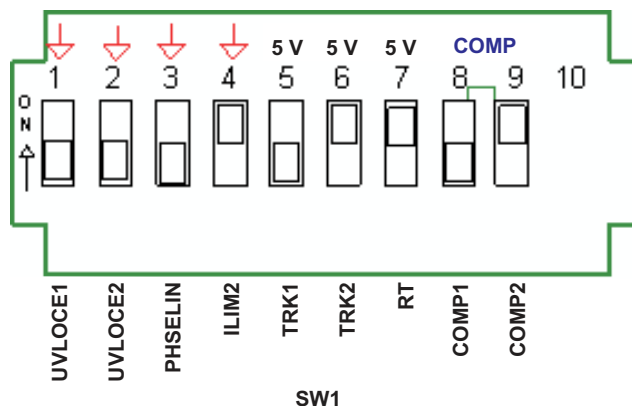 5 V 5 V 5 V COMP
1 2 3 4 5 6 7 8 9 10
ON
UVLOCE1
UVLOCE2
PHSELIN
ILIM2
TRK1
TRK2
RT
COMP1
COMP2
SW1